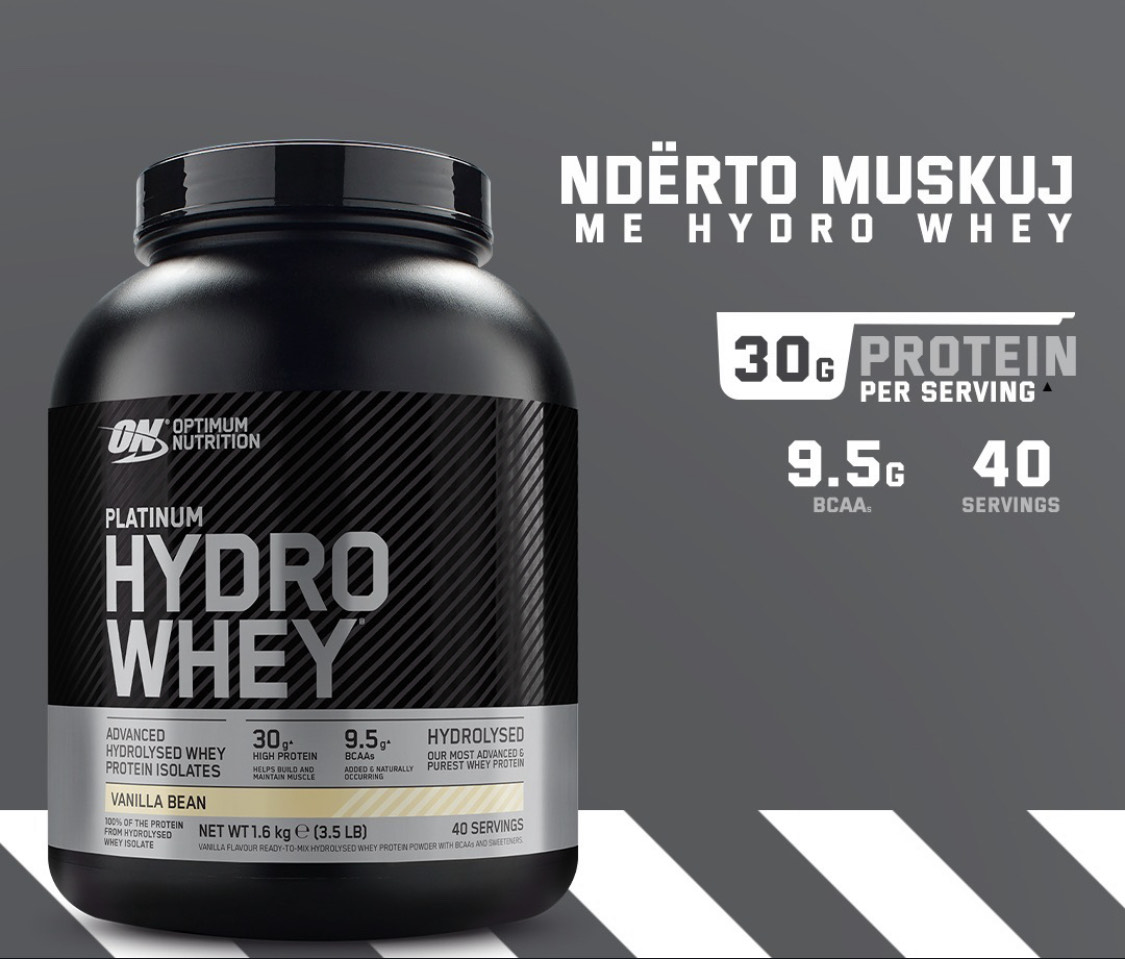 NDËRTO MUSKUJ
ME HYDRO WHEY
30G PROTEIN
PER SERVING▲
9.5G
BCAAs
40
SERVINGS
ON® OPTIMUM
NUTRITION
PLATINUM
HYDRO
WHEY
ADVANCED
HYDROLYSED WHEY
PROTEIN ISOLATES
30g▲
HIGH PROTEIN
HELPS BUILD AND
MAINTAIN MUSCLE
9.5g▲
BCAAs
ADDED & NATURALLY
OCCURRING
HYDROLYSED
OUR MOST ADVANCED &
PUREST WHEY PROTEIN
VANILLA BEAN
100% OF THE PROTEIN
FROM HYDROLYSED
WHEY ISOLATE
NET WT 1.6 kg ℮ (3.5 LB)
40 SERVINGS
VANILLA FLAVOUR READY-TO-MIX HYDROLYSED WHEY PROTEIN POWDER WITH BCAAs AND SWEETENERS